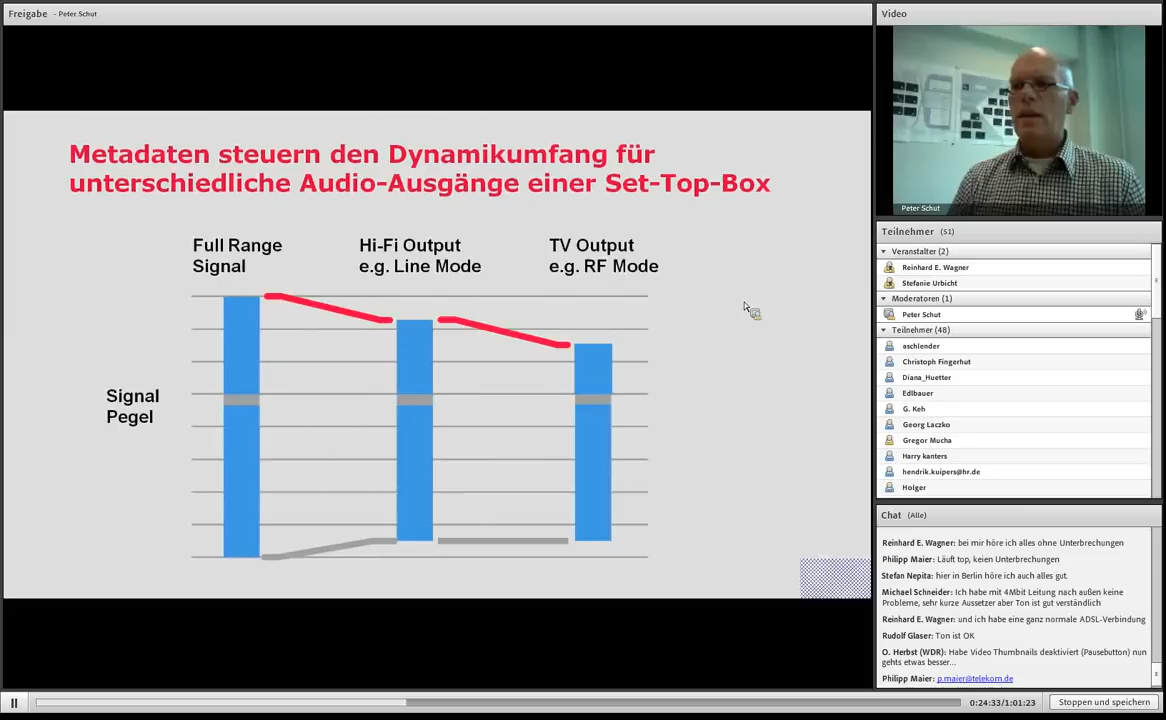 Freigabe - Peter Schut
Metadaten steuern den Dynamikumfang für
unterschiedliche Audio-Ausgänge einer Set-Top-Box
Full Range
Signal
Hi-Fi Output
e.g. Line Mode
TV Output
e.g. RF Mode
Signal
Pegel
Video
Peter Schut
Teilnehmer (51)
Veranstalter (2)
Reinhard E. Wagner
Stefanie Urbicht
Moderatoren (1)
Peter Schut
Teilnehmer (48)
aschlender
Christoph Fingerhut
Diana_Huetter
Edlbauer
G. Keh
Georg Laczko
Gregor Mucha
Harry kanters
hendrik.kuipers@hr.de
Holger
Chat (Alle)
Reinhard E. Wagner: bei mir höre ich alles ohne Unterbrechungen
Philipp Maier: Läuft top, keien Unterbrechungen
Stefan Nepita: hier in Berlin höre ich auch alles gut.
Michael Schneider: Ich habe mit 4Mbit Leitung nach außen keine
Probleme, sehr kurze Aussetzer aber Ton ist gut verständlich
Reinhard E. Wagner: und ich habe eine ganz normale ADSL-Verbindung
Rudolf Glaser: Ton ist OK
O. Herbst (WDR): Habe Video Thumbnails deaktiviert (Pausebutton) nun
gehts etwas besser...
Philipp Maier: p.maier@telekom.de
0:24:33/1:01:23
Stoppen und speichern